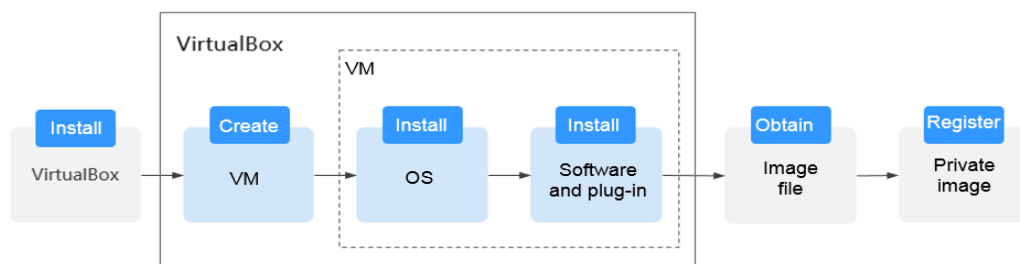 VirtualBox
VM
Install
VirtualBox
Create
VM
Install
OS
Install
Software
and plug-in
Obtain
Image
file
Register
Private
image